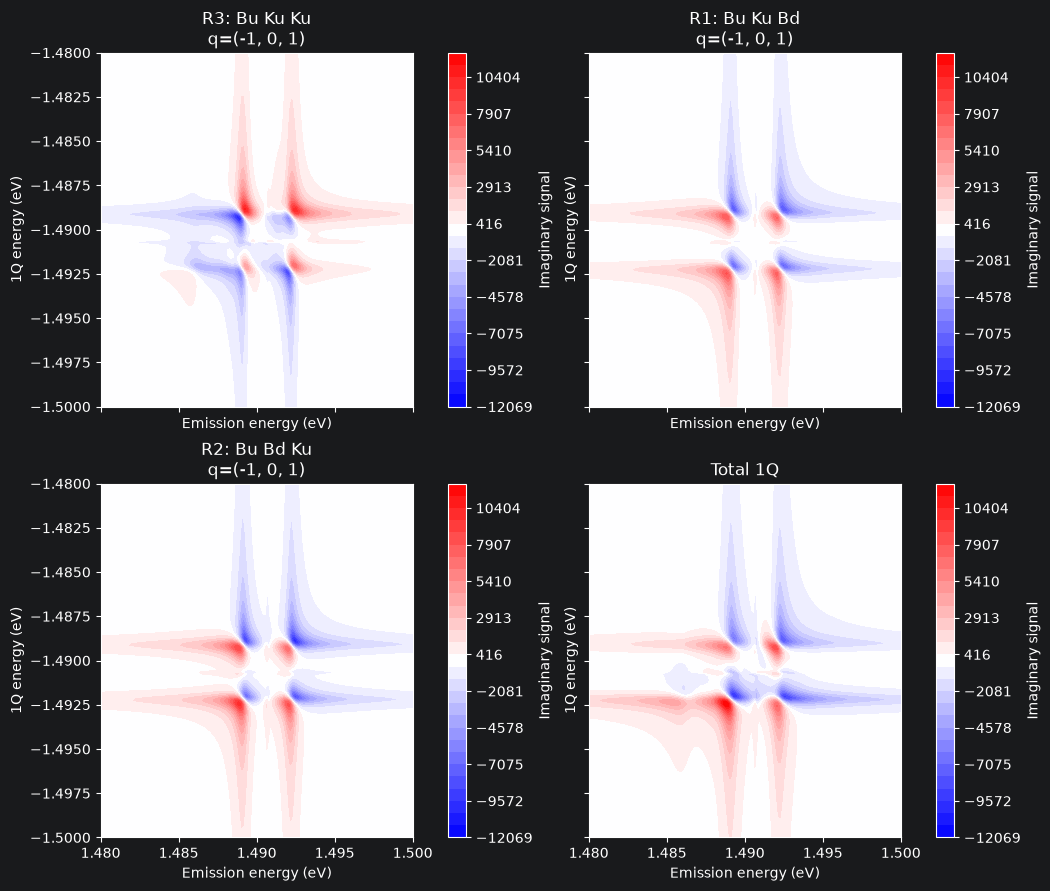 R3: Bu Ku Ku
q=(-1, 0, 1)
−1.4800
−1.4825
−1.4850
−1.4875
−1.4900
−1.4925
−1.4950
−1.4975
−1.5000
1Q energy (eV)
Emission energy (eV)
10404
7907
5410
2913
416
−2081
−4578
−7075
−9572
−12069
Imaginary signal
R1: Bu Ku Bd
q=(-1, 0, 1)
1Q energy (eV)
Emission energy (eV)
10404
7907
5410
2913
416
−2081
−4578
−7075
−9572
−12069
Imaginary signal
R2: Bu Bd Ku
q=(-1, 0, 1)
−1.4800
−1.4825
−1.4850
−1.4875
−1.4900
−1.4925
−1.4950
−1.4975
−1.5000
1Q energy (eV)
1.480 1.485 1.490 1.495 1.500
Emission energy (eV)
10404
7907
5410
2913
416
−2081
−4578
−7075
−9572
−12069
Imaginary signal
Total 1Q
1Q energy (eV)
1.480 1.485 1.490 1.495 1.500
Emission energy (eV)
10404
7907
5410
2913
416
−2081
−4578
−7075
−9572
−12069
Imaginary signal